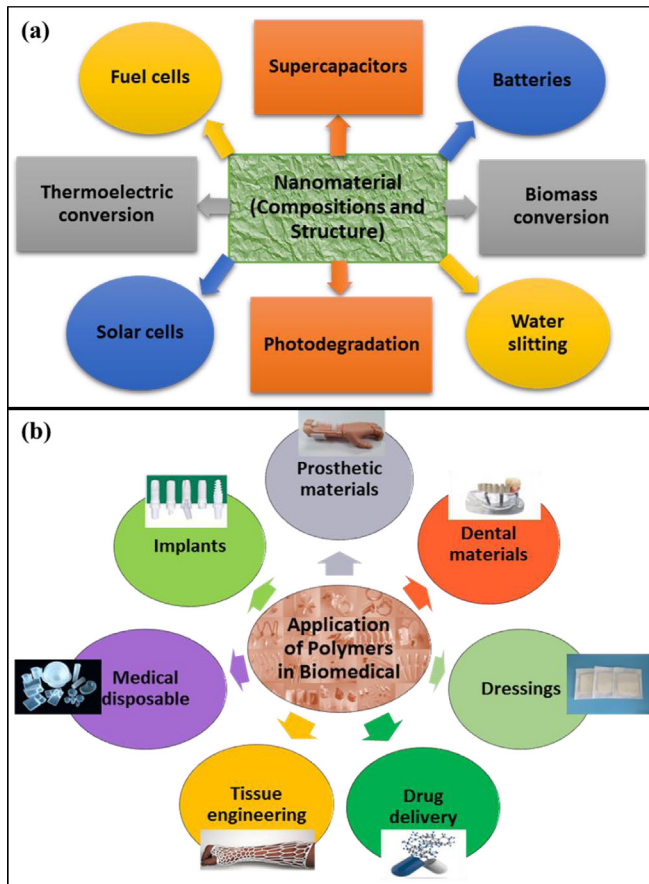 (a)
Fuel cells
Supercapacitors
Batteries
Thermoelectric
conversion
Nanomaterial
(Compositions and
Structure)
Biomass
conversion
Solar cells
Photodegradation
Water
slitting
(b)
Prosthetic
materials
Implants
Dental
materials
Application
of Polymers
in Biomedical
Medical
disposable
Dressings
Tissue
engineering
Drug
delivery